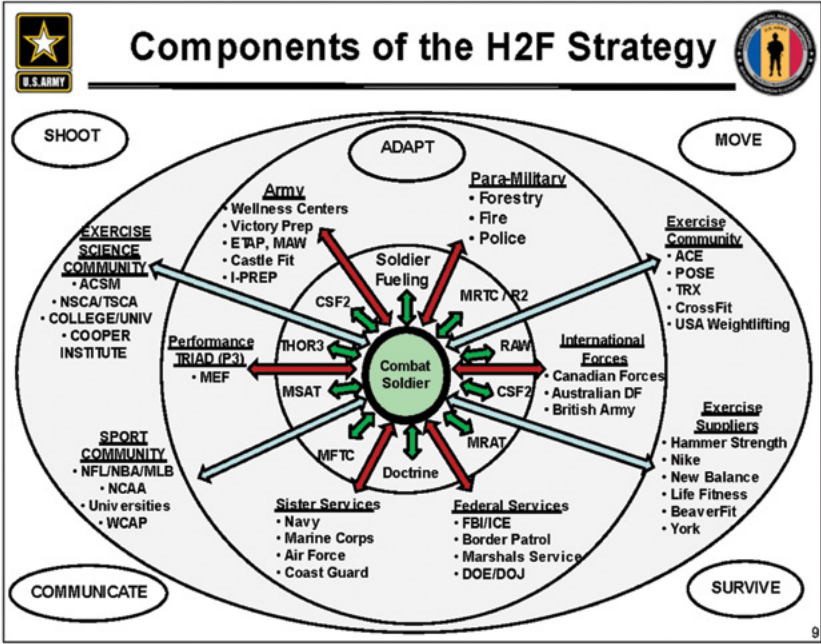 Components of the H2F Strategy
U.S.ARMY
SHOOT
ADAPT
MOVE
Army
• Wellness Centers
• Victory Prep
• ETAP, MAW
• Castle Fit
• I-PREP
Para-Military
• Forestry
• Fire
• Police
EXERCISE
SCIENCE
COMMUNITY
• ACSM
• NSCA/TSCA
• COLLEGE/UNIV
• COOPER
INSTITUTE
Exercise
Community
• ACE
• POSE
• TRX
• CrossFit
• USA Weightlifting
Soldier
Fueling
CSF2
MRTC / R2
THOR3
RAW
Performance
TRIAD (P3)
• MEF
Combat
Soldier
International
Forces
• Canadian Forces
• Australian DF
• British Army
MSAT
CSF2
MFTC
MRAT
Doctrine
SPORT
COMMUNITY
• NFL/NBA/MLB
• NCAA
• Universities
• WCAP
Exercise
Suppliers
• Hammer Strength
• Nike
• New Balance
• Life Fitness
• BeaverFit
• York
Sister Services
• Navy
• Marine Corps
• Air Force
• Coast Guard
Federal Services
• FBI/ICE
• Border Patrol
• Marshals Service
• DOE/DOJ
COMMUNICATE
SURVIVE
9